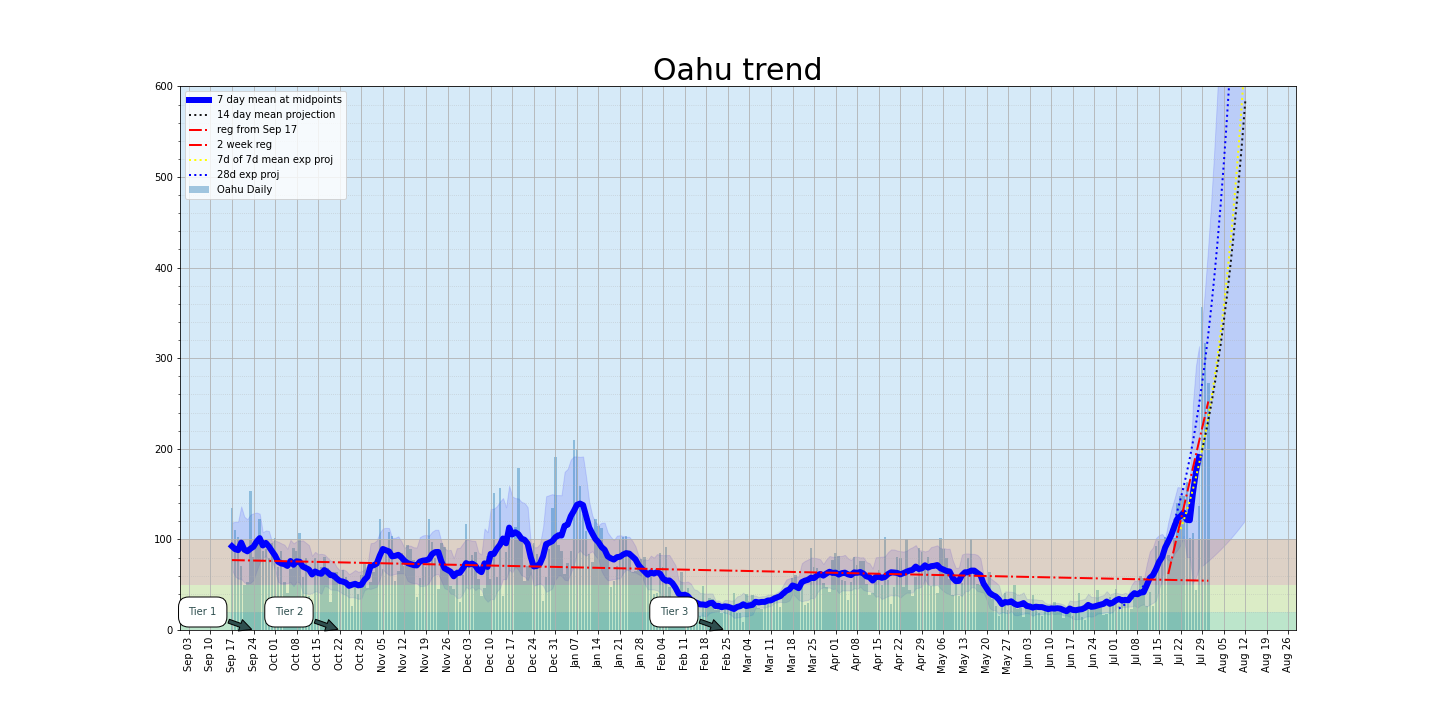 Oahu trend
600
500
400
300
200
100
0
7 day mean at midpoints
14 day mean projection
reg from Sep 17
2 week reg
7d of 7d mean exp proj
28d exp proj
Oahu Daily
Tier 1
Tier 2
Tier 3
Sep 03
Sep 10
Sep 17
Sep 24
Oct 01
Oct 08
Oct 15
Oct 22
Oct 29
Nov 05
Nov 12
Nov 19
Nov 26
Dec 03
Dec 10
Dec 17
Dec 24
Dec 31
Jan 07
Jan 14
Jan 21
Jan 28
Feb 04
Feb 11
Feb 18
Feb 25
Mar 04
Mar 11
Mar 18
Mar 25
Apr 01
Apr 08
Apr 15
Apr 22
Apr 29
May 06
May 13
May 20
May 27
Jun 03
Jun 10
Jun 17
Jun 24
Jul 01
Jul 08
Jul 15
Jul 22
Jul 29
Aug 05
Aug 12
Aug 19
Aug 26